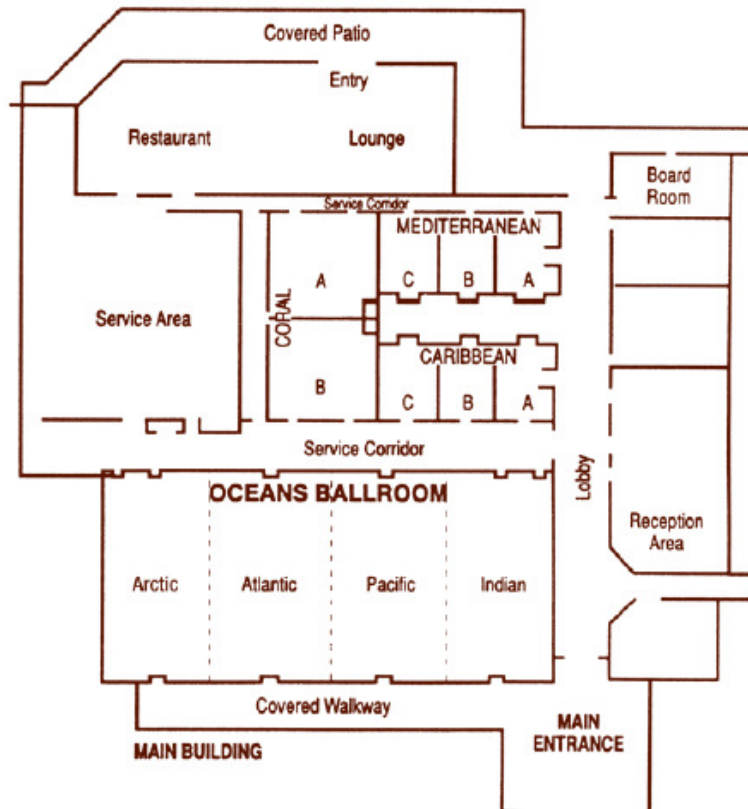 Covered Patio
Entry
Restaurant
Lounge
Board
Room
Service Corridor
MEDITERRANEAN
A
C
B
A
Service Area
CORAL
CARIBBEAN
B
C
B
A
Service Corridor
Lobby
OCEANS BALLROOM
Reception
Area
Arctic
Atlantic
Pacific
Indian
Covered Walkway
MAIN
ENTRANCE
MAIN BUILDING